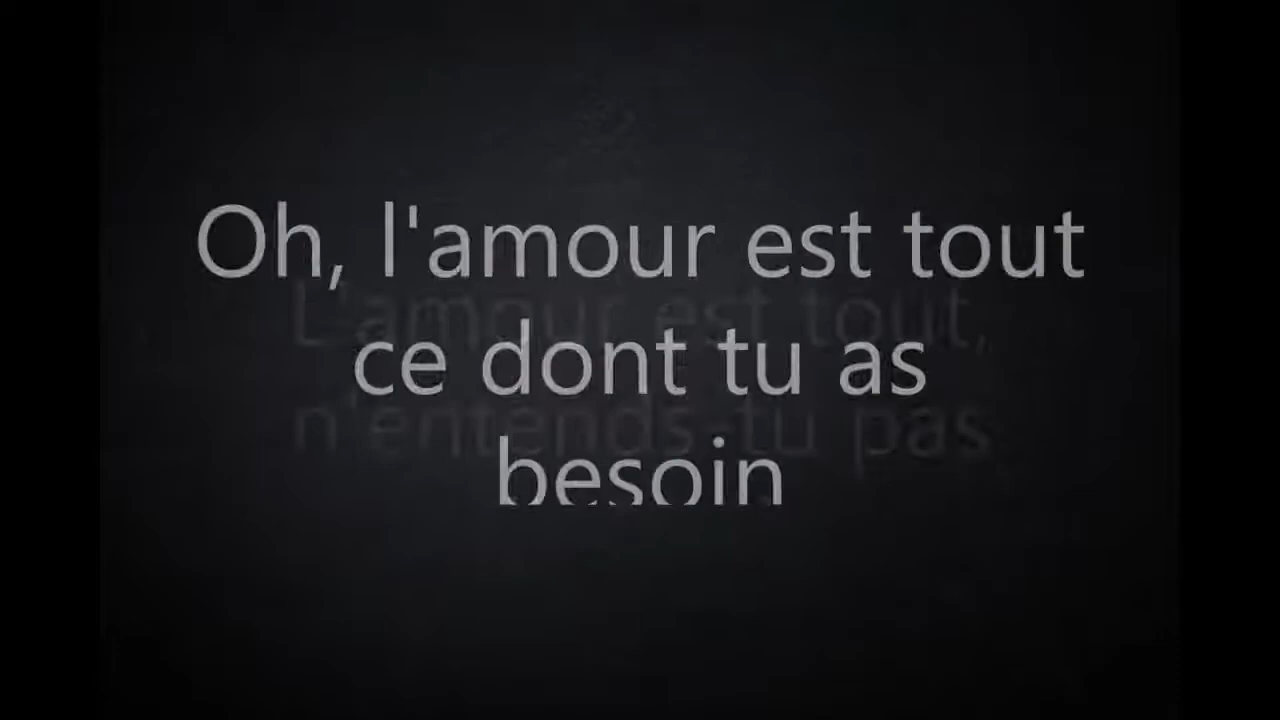 Oh, l'amour est tout
L'amour est tout,
ce dont tu as
n'entends-tu pas
besoin